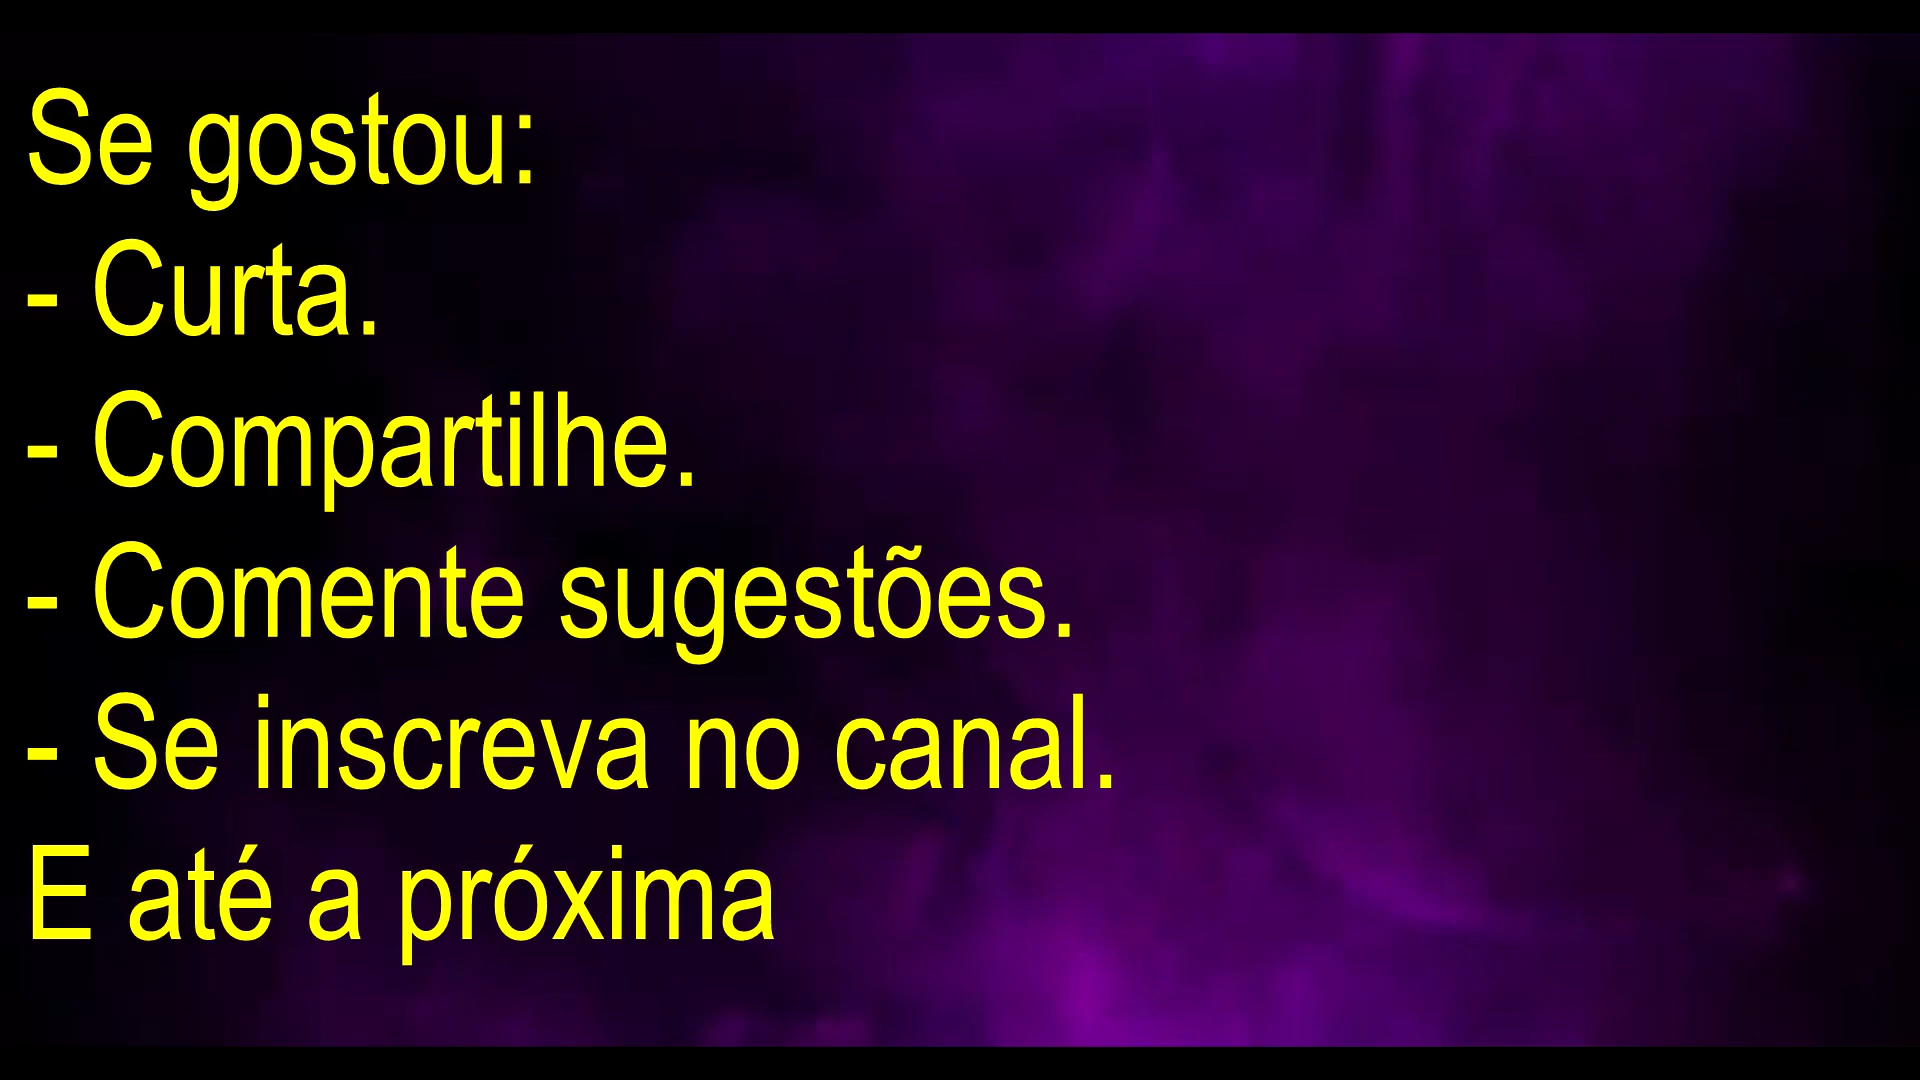 Se gostou:
- Curta.
- Compartilhe.
- Comente sugestões.
- Se inscreva no canal.
E até a próxima